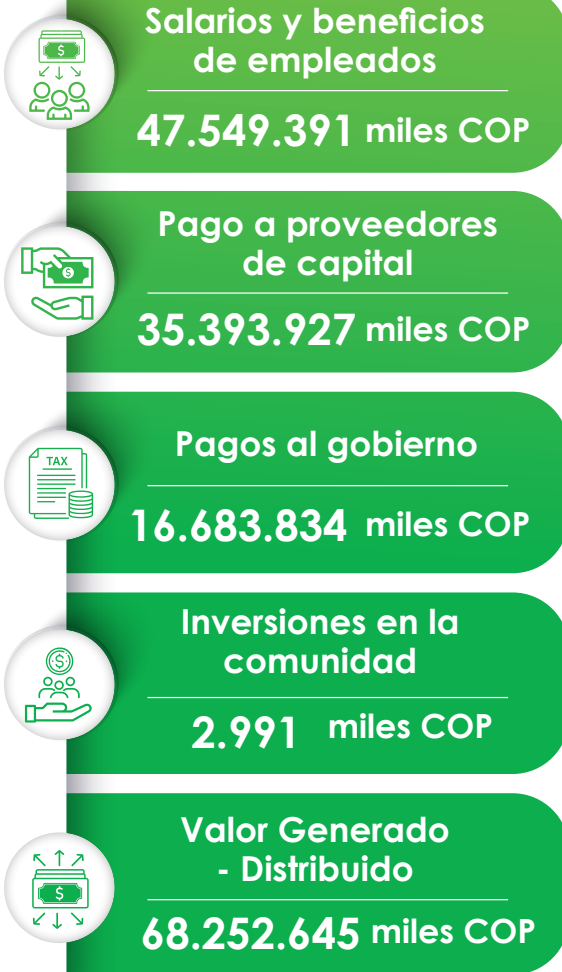 Salarios y beneficios
de empleados
47.549.391 miles COP
Pago a proveedores
de capital
35.393.927 miles COP
TAX
Pagos al gobierno
16.683.834 miles COP
Inversiones en la
comunidad
2.991 miles COP
Valor Generado
- Distribuido
68.252.645 miles COP